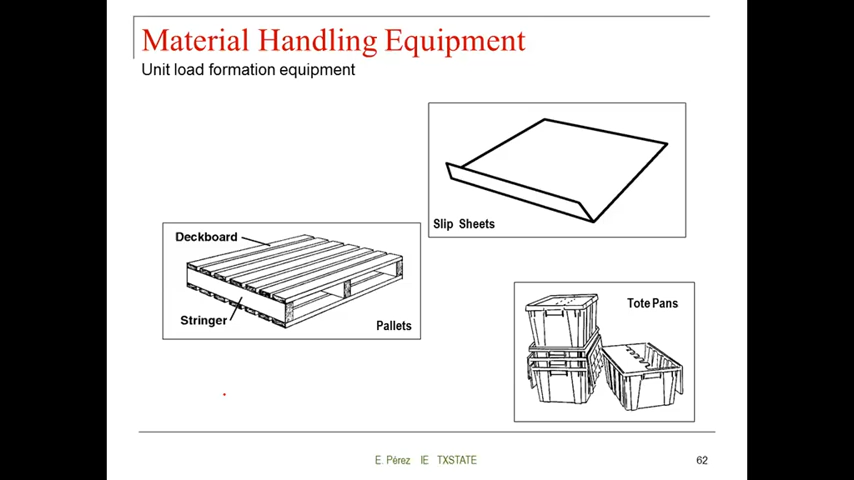 Material Handling Equipment
Unit load formation equipment
Slip Sheets
Deckboard
Stringer
Pallets
Tote Pans
E. Pérez IE TXSTATE
62